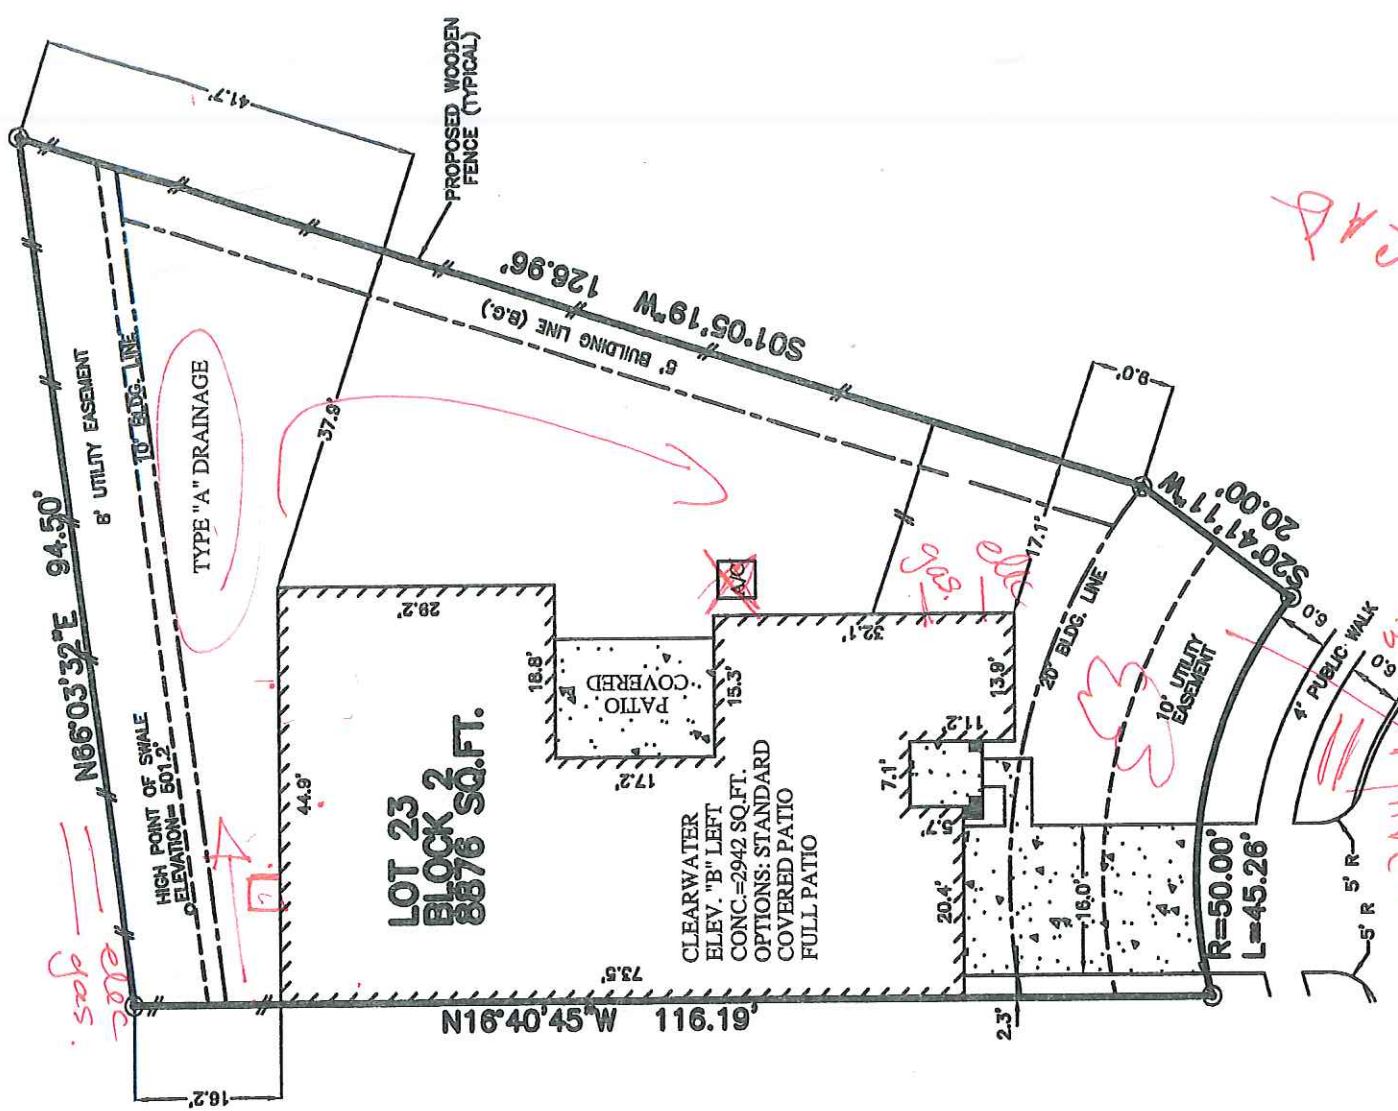 41.7'
PROPOSED WOODEN
FENCE (TYPICAL)
N66°03'32"E 94.50'
8' UTILITY EASEMENT
10' BLDG. LINE
TYPE "A" DRAINAGE
HIGH POINT OF SWALE
ELEVATION= 501.2'
37.9'
5' BUILDING LINE (B.G.)
S01°05'19"W 126.96'
elec
gas.
16.2'
44.9'
28.2'
LOT 23
BLOCK 2
8876 SQ.FT.
18.8'
COVERED
PATIO
17.2'
15.3'
A/C
32.1'
gas.
elec
17.1'
9.0'
CLEARWATER
ELEV. "B" LEFT
CONC.=2942 SQ.FT.
OPTIONS: STANDARD
COVERED PATIO
FULL PATIO
73.5'
N16°40'45"W 116.19'
7.1'
5.7'
11.2'
13.9'
20.4'
2.3'
16.0'
20' BLDG. LINE
10' UTILITY
EASEMENT
S20°41'11"W
20.00'
6.0'
4' PUBLIC WALK
R=50.00'
L=45.26'
5' R
5' R